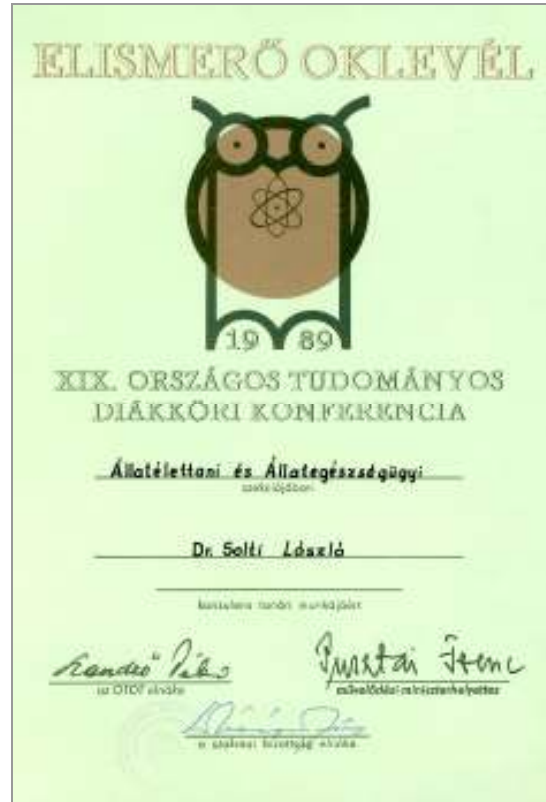 ELISMERŐ OKLEVÉL
19 89
XIX. ORSZÁGOS TUDOMÁNYOS
DIÁKKÖRI KONFERENCIA
Állatélettani és Állategészségügyi
szekciójában
Dr. Solti László
konzulens tanári munkájáért
az OTDT elnöke
Pusztai Ferenc
művelődési miniszterhelyettes
a szakmai bizottság elnöke